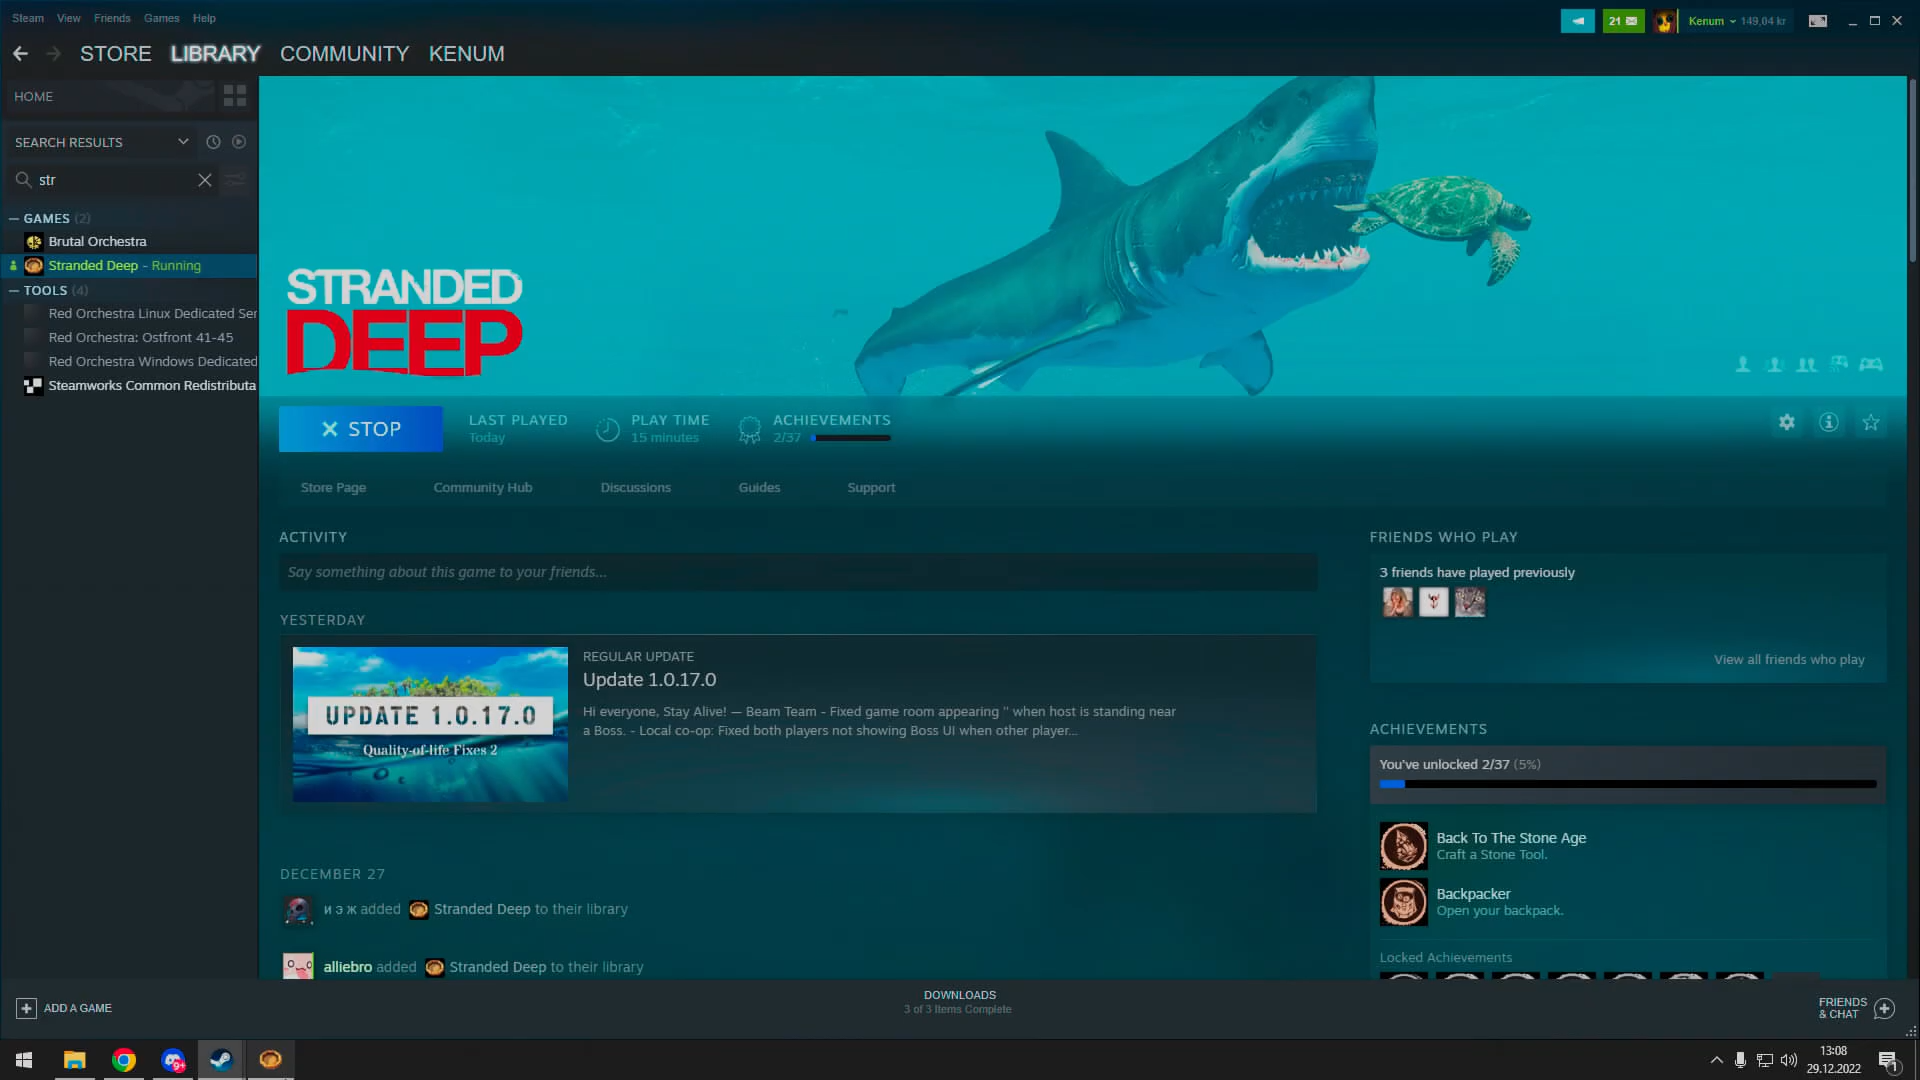 Steam View Friends Games Help
21
Kenum 149,04 kr
STORE LIBRARY COMMUNITY KENUM
HOME
SEARCH RESULTS
str
GAMES (2)
Brutal Orchestra
Stranded Deep - Running
TOOLS (4)
Red Orchestra Linux Dedicated Ser
Red Orchestra: Ostfront 41-45
Red Orchestra Windows Dedicated
Steamworks Common Redistributa
STRANDED
DEEP
STOP
LAST PLAYED
Today
PLAY TIME
15 minutes
ACHIEVEMENTS
2/37
Store Page Community Hub Discussions Guides Support
ACTIVITY
Say something about this game to your friends...
YESTERDAY
UPDATE 1.0.17.0
Quality-of-life Fixes 2
REGULAR UPDATE
Update 1.0.17.0
Hi everyone, Stay Alive! — Beam Team - Fixed game room appearing '' when host is standing near
a Boss. - Local co-op: Fixed both players not showing Boss UI when other player...
DECEMBER 27
и э ж added Stranded Deep to their library
alliebro added Stranded Deep to their library
FRIENDS WHO PLAY
3 friends have played previously
View all friends who play
ACHIEVEMENTS
You've unlocked 2/37 (5%)
Back To The Stone Age
Craft a Stone Tool.
Backpacker
Open your backpack.
Locked Achievements
ADD A GAME
DOWNLOADS
3 of 3 Items Complete
FRIENDS
& CHAT
9+
13:08
29.12.2022
1